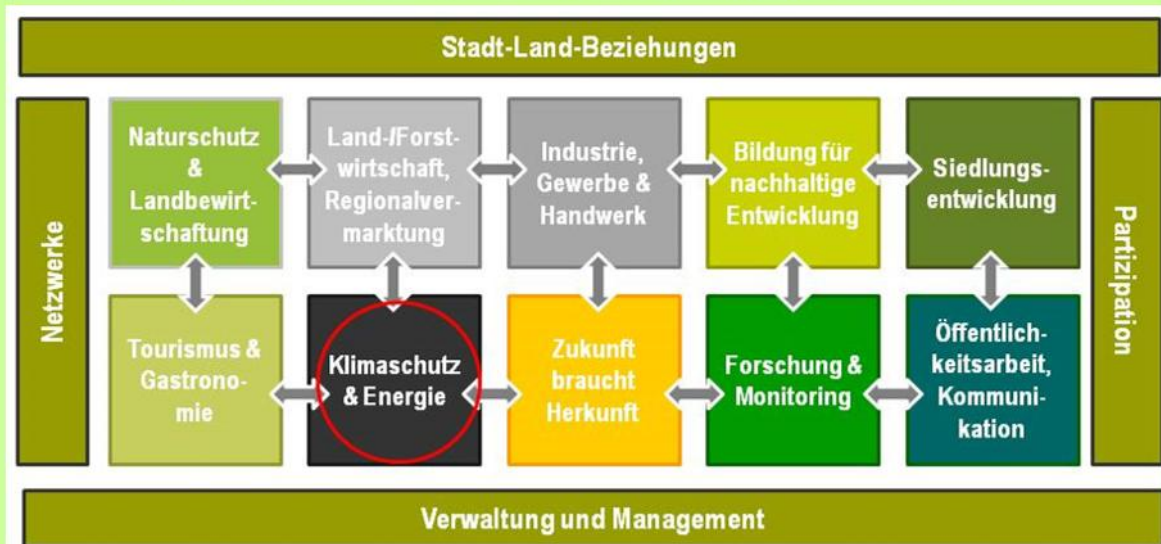 Stadt-Land-Beziehungen
Netzwerke
Naturschutz
&
Landbewirt-
schaftung
Land-/Forst-
wirtschaft,
Regionalver-
marktung
Industrie,
Gewerbe &
Handwerk
Bildung für
nachhaltige
Entwicklung
Siedlungs-
entwicklung
Partizipation
Tourismus &
Gastrono-
mie
Klimaschutz
& Energie
Zukunft
braucht
Herkunft
Forschung &
Monitoring
Öffentlich-
keitsarbeit,
Kommuni-
kation
Verwaltung und Management